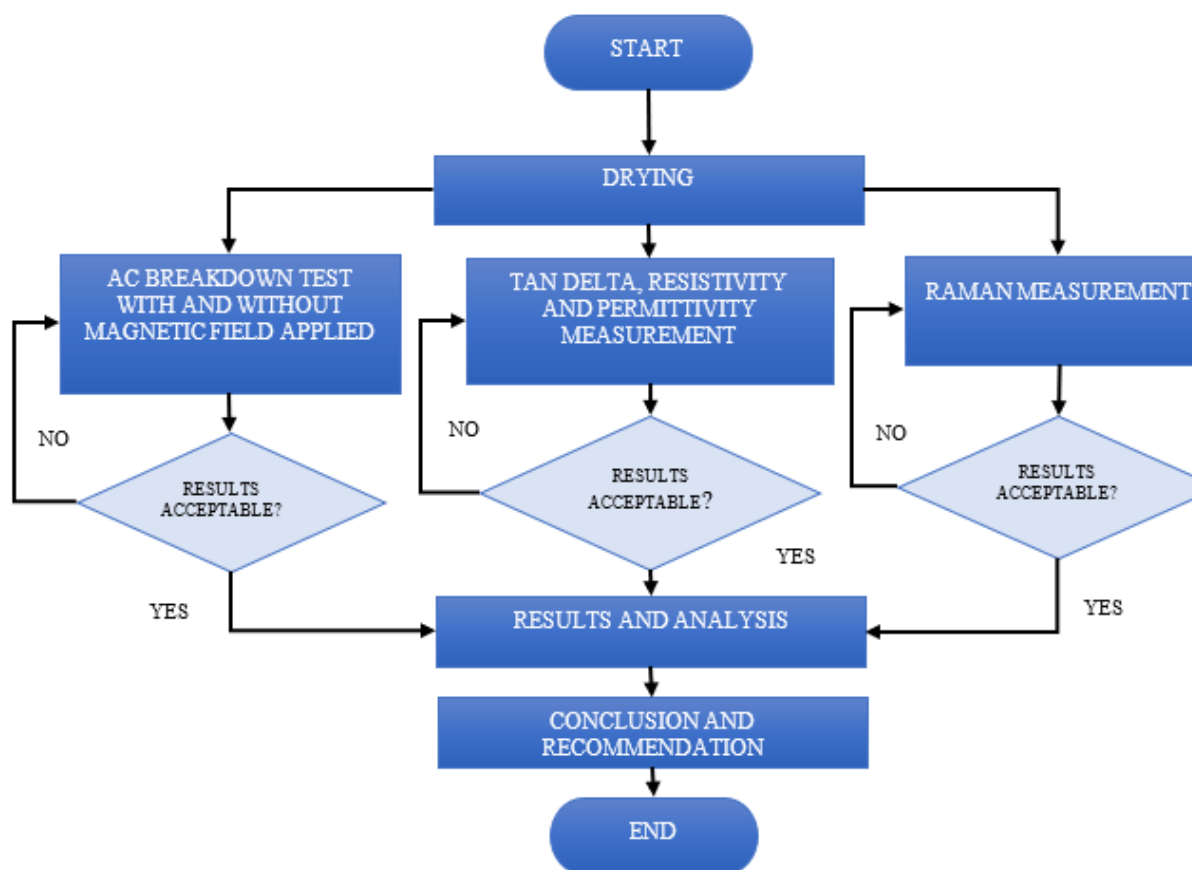 START
DRYING
AC BREAKDOWN TEST
WITH AND WITHOUT
MAGNETIC FIELD APPLIED
TAN DELTA, RESISTIVITY
AND PERMITTIVITY
MEASUREMENT
RAMAN MEASUREMENT
NO
NO
NO
RESULTS
ACCEPTABLE?
RESULTS
ACCEPTABLE?
RESULTS
ACCEPTABLE?
YES
YES
YES
RESULTS AND ANALYSIS
CONCLUSION AND
RECOMMENDATION
END